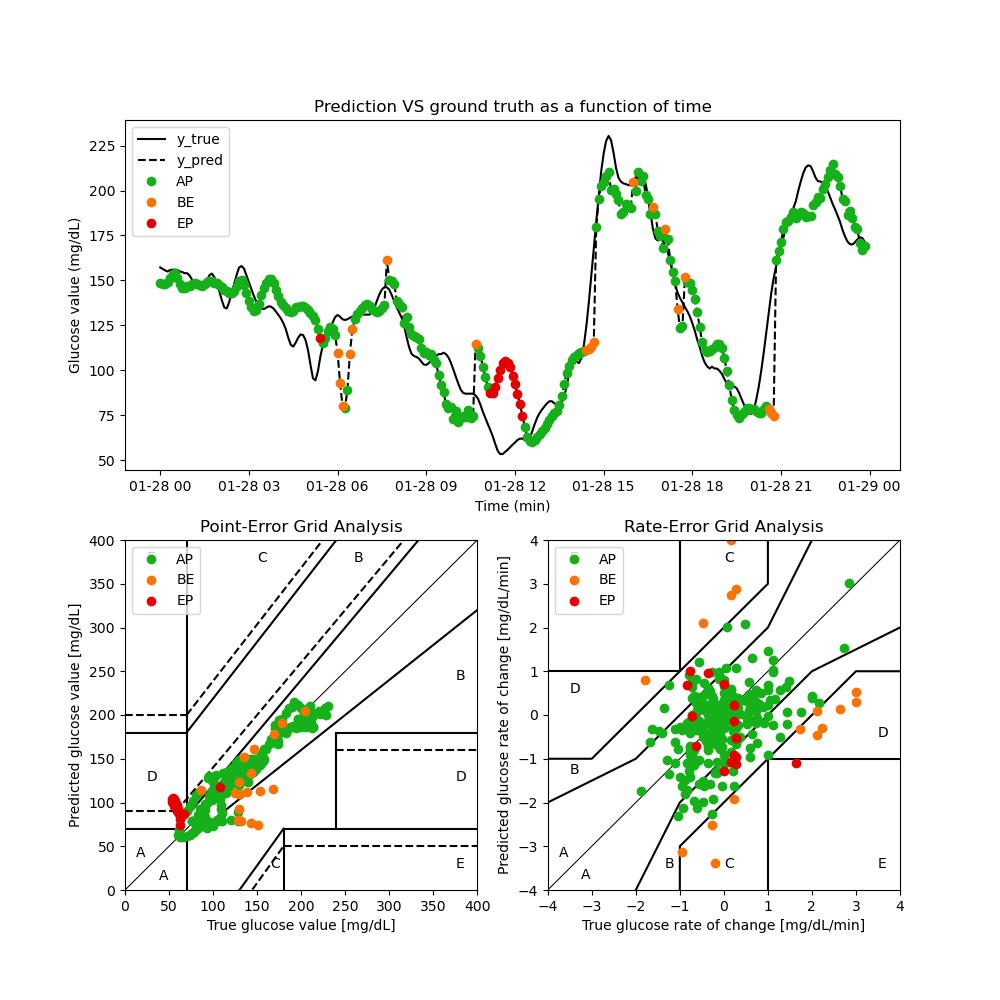 Prediction VS ground truth as a function of time
Glucose value (mg/dL)
225
200
175
150
125
100
75
50
y_true
y_pred
AP
BE
EP
01-28 00 01-28 03 01-28 06 01-28 09 01-28 12 01-28 15 01-28 18 01-28 21 01-29 00
Time (min)
Point-Error Grid Analysis
Predicted glucose value [mg/dL]
400
350
300
250
200
150
100
50
0
AP
BE
EP
C B
B
D D
A
A C E
0 50 100 150 200 250 300 350 400
True glucose value [mg/dL]
Rate-Error Grid Analysis
Predicted glucose rate of change [mg/dL/min]
4
3
2
1
0
−1
−2
−3
−4
AP
BE
EP
C
D
D
B
A
A B C E
−4 −3 −2 −1 0 1 2 3 4
True glucose rate of change [mg/dL/min]